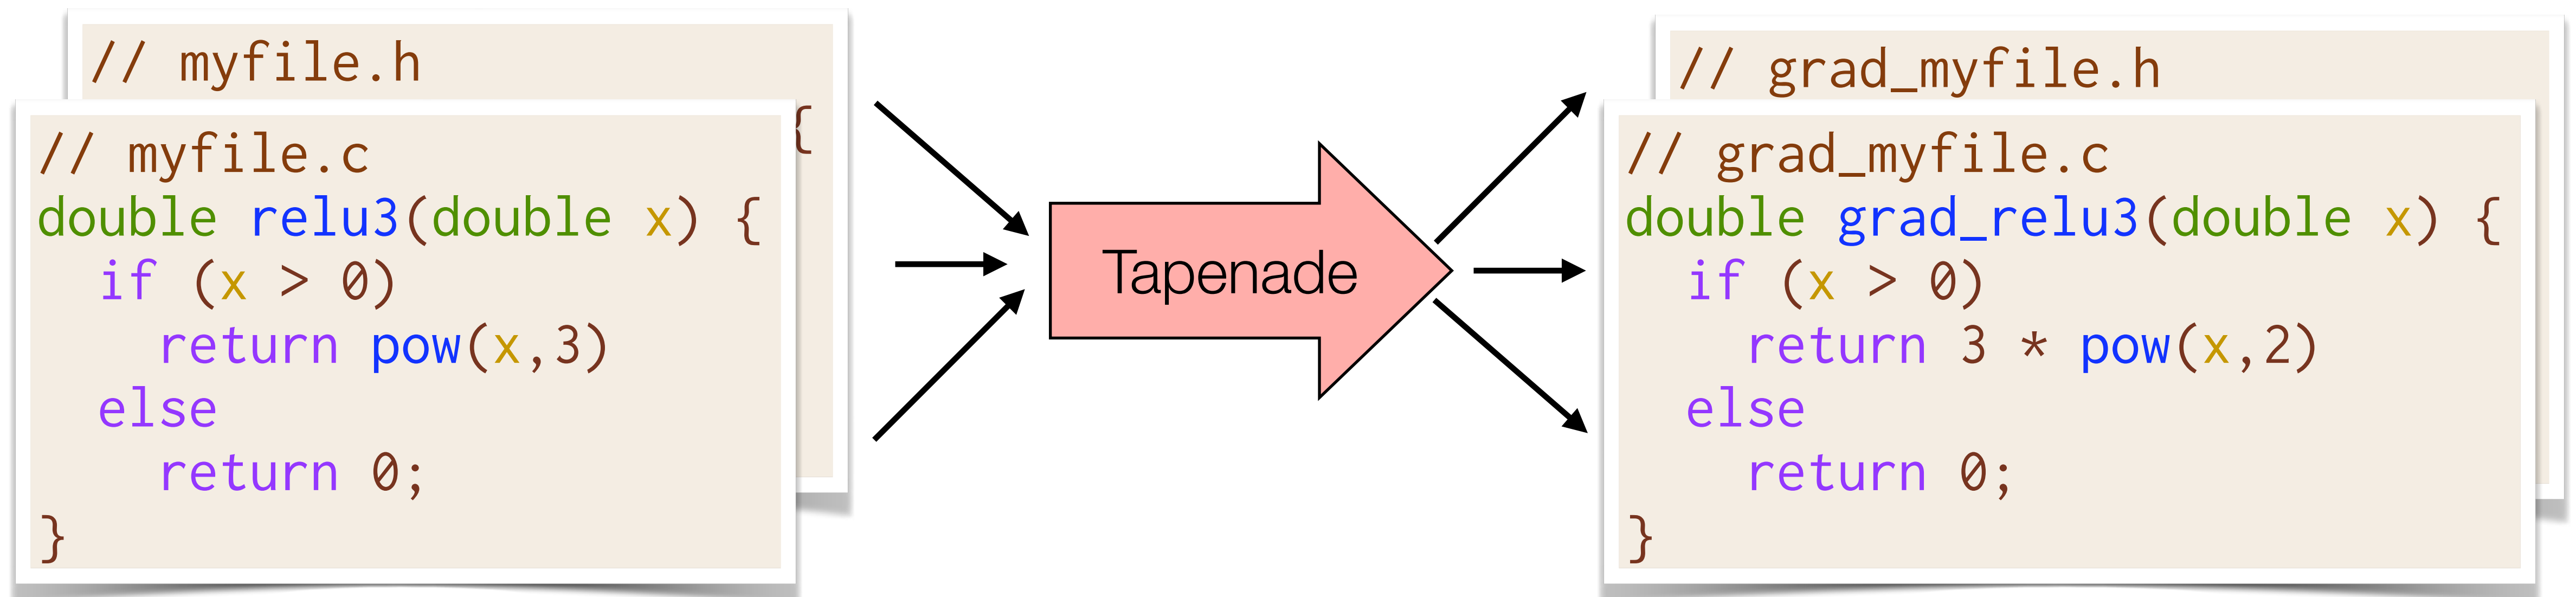 // myfile.h
{
// myfile.c
double relu3(double x) {
  if (x > 0)
    return pow(x,3)
  else
    return 0;
}
Tapenade
// grad_myfile.h
// grad_myfile.c
double grad_relu3(double x) {
  if (x > 0)
    return 3 * pow(x,2)
  else
    return 0;
}